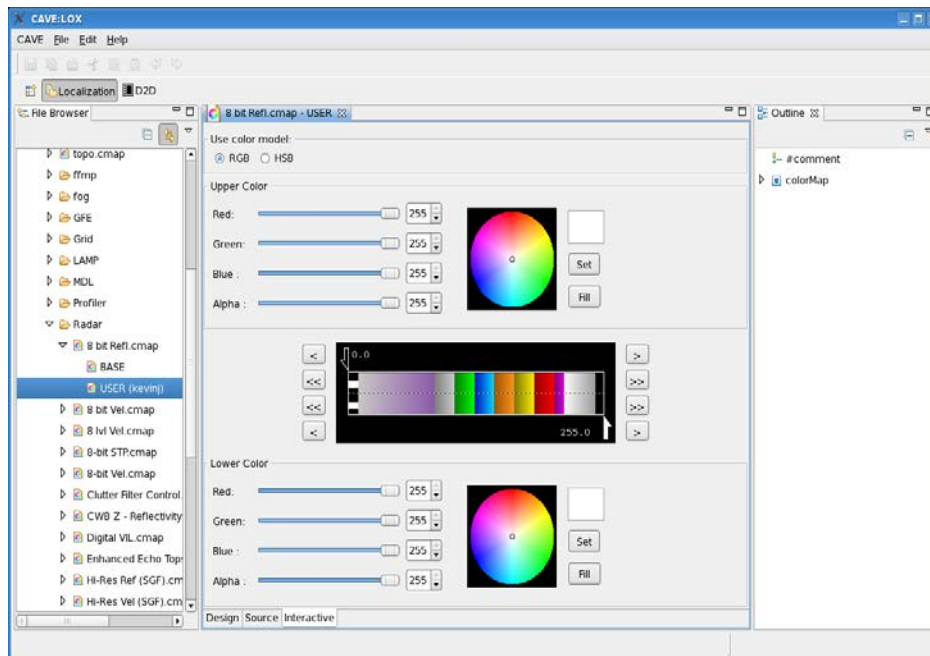 CAVE:LOX
CAVE File Edit Help
Localization D2D
File Browser
topo.cmap
ffmp
fog
GFE
Grid
LAMP
MDL
Profiler
Radar
8 bit Refl.cmap
BASE
USER (kevinj)
8 bit Vel.cmap
8 lvl Vel.cmap
8-bit STP.cmap
8-bit Vel.cmap
Clutter Filter Control.
CWB Z - Reflectivity
Digital VIL.cmap
Enhanced Echo Tops
Hi-Res Ref (SGF).cm
Hi-Res Vel (SGF).cm
8 bit Refl.cmap - USER
Use color model:
RGB HSB
Upper Color
Red: 255
Green: 255
Blue : 255
Alpha : 255
Set
Fill
< 0.0 >
<< >>
<< >>
< 255.0 >
Lower Color
Red: 255
Green: 255
Blue : 255
Alpha : 255
Set
Fill
Design Source Interactive
Outline
#comment
colorMap